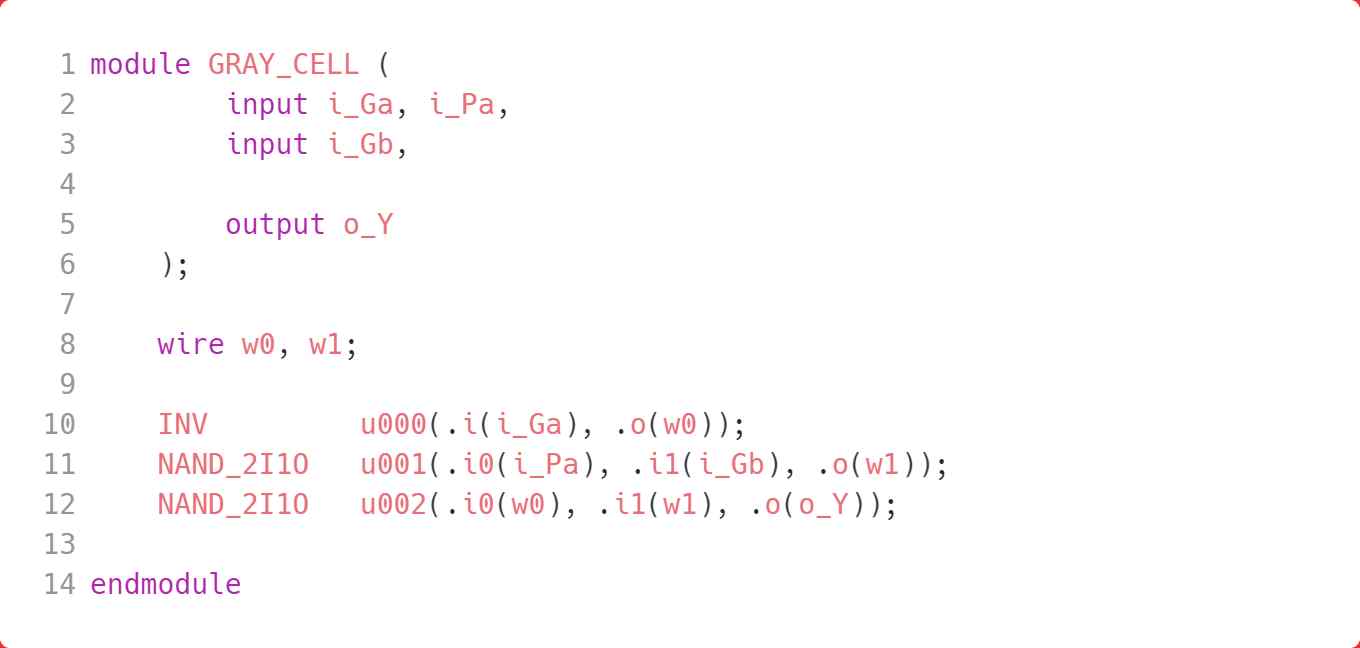 1 module GRAY_CELL (
2         input i_Ga, i_Pa,
3         input i_Gb,
4
5         output o_Y
6     );
7
8     wire w0, w1;
9
10     INV         u000(.i(i_Ga), .o(w0));
11     NAND_2I1O   u001(.i0(i_Pa), .i1(i_Gb), .o(w1));
12     NAND_2I1O   u002(.i0(w0), .i1(w1), .o(o_Y));
13
14 endmodule